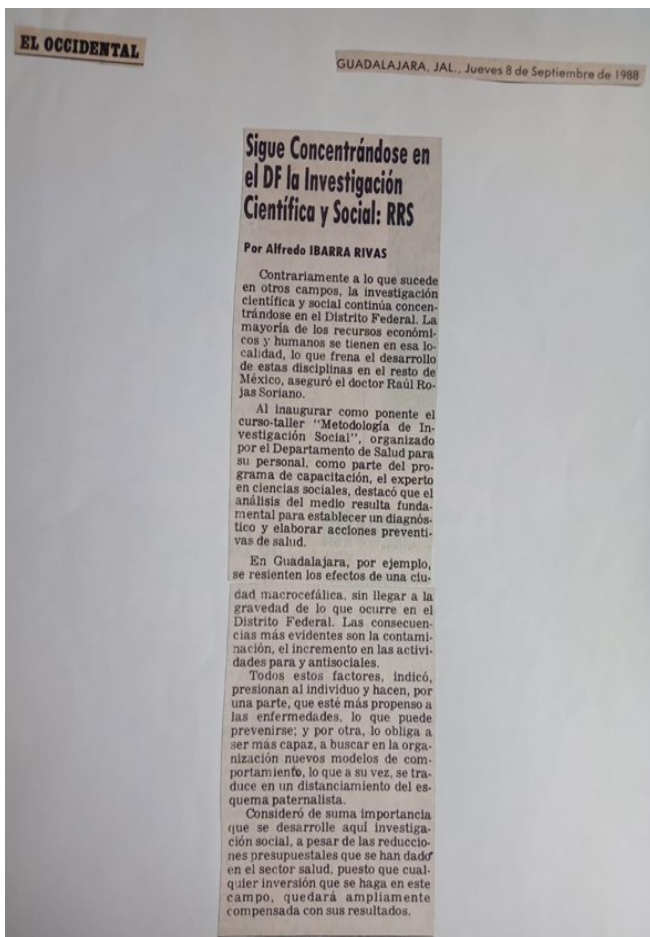 EL OCCIDENTAL
GUADALAJARA, JAL., Jueves 8 de Septiembre de 1988
Sigue Concentrándose en
el DF la Investigación
Científica y Social: RRS
Por Alfredo IBARRA RIVAS
Contrariamente a lo que sucede
en otros campos, la investigación
científica y social continúa concen-
trándose en el Distrito Federal. La
mayoría de los recursos económi-
cos y humanos se tienen en esa lo-
calidad, lo que frena el desarrollo
de estas disciplinas en el resto de
México, aseguró el doctor Raúl Ro-
jas Soriano.
Al inaugurar como ponente el
curso-taller "Metodología de In-
vestigación Social", organizado
por el Departamento de Salud para
su personal, como parte del pro-
grama de capacitación, el experto
en ciencias sociales, destacó que el
análisis del medio resulta funda-
mental para establecer un diagnós-
tico y elaborar acciones preventi-
vas de salud.
En Guadalajara, por ejemplo,
se resienten los efectos de una ciu-
dad macrocefálica, sin llegar a la
gravedad de lo que ocurre en el
Distrito Federal. Las consecuen-
cias más evidentes son la contami-
nación, el incremento en las activi-
dades para y antisociales.
Todos estos factores, indicó,
presionan al individuo y hacen, por
una parte, que esté más propenso a
las enfermedades, lo que puede
prevenirse; y por otra, lo obliga a
ser más capaz, a buscar en la orga-
nización nuevos modelos de com-
portamiento, lo que a su vez, se tra-
duce en un distanciamiento del es-
quema paternalista.
Consideró de suma importancia
que se desarrolle aquí investiga-
ción social, a pesar de las reduccio-
nes presupuestales que se han dado
en el sector salud, puesto que cual-
quier inversión que se haga en este
campo, quedará ampliamente
compensada con sus resultados.